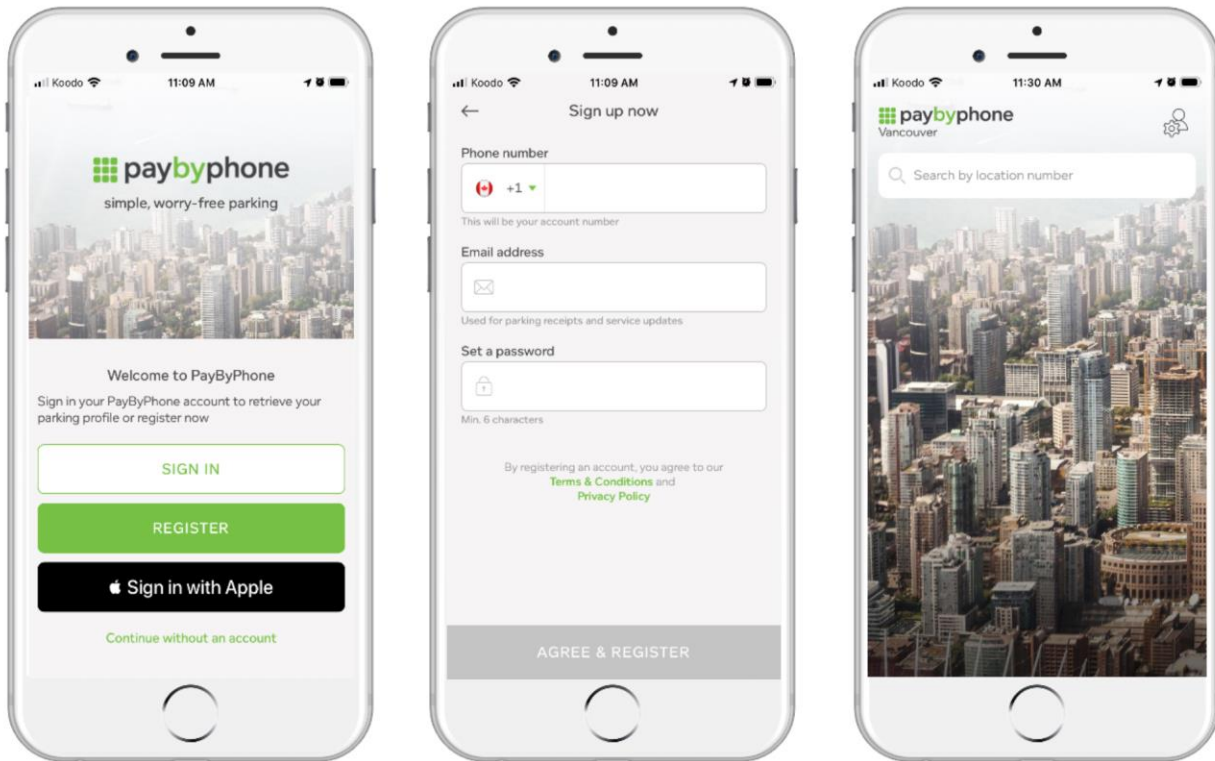 Koodo 11:09 AM
paybyphone
simple, worry-free parking
Welcome to PayByPhone
Sign in your PayByPhone account to retrieve your
parking profile or register now
SIGN IN
REGISTER
Sign in with Apple
Continue without an account
Koodo 11:09 AM
Sign up now
Phone number
+1
This will be your account number
Email address
Used for parking receipts and service updates
Set a password
Min. 6 characters
By registering an account, you agree to our
Terms & Conditions and
Privacy Policy
AGREE & REGISTER
Koodo 11:30 AM
paybyphone
Vancouver
Search by location number